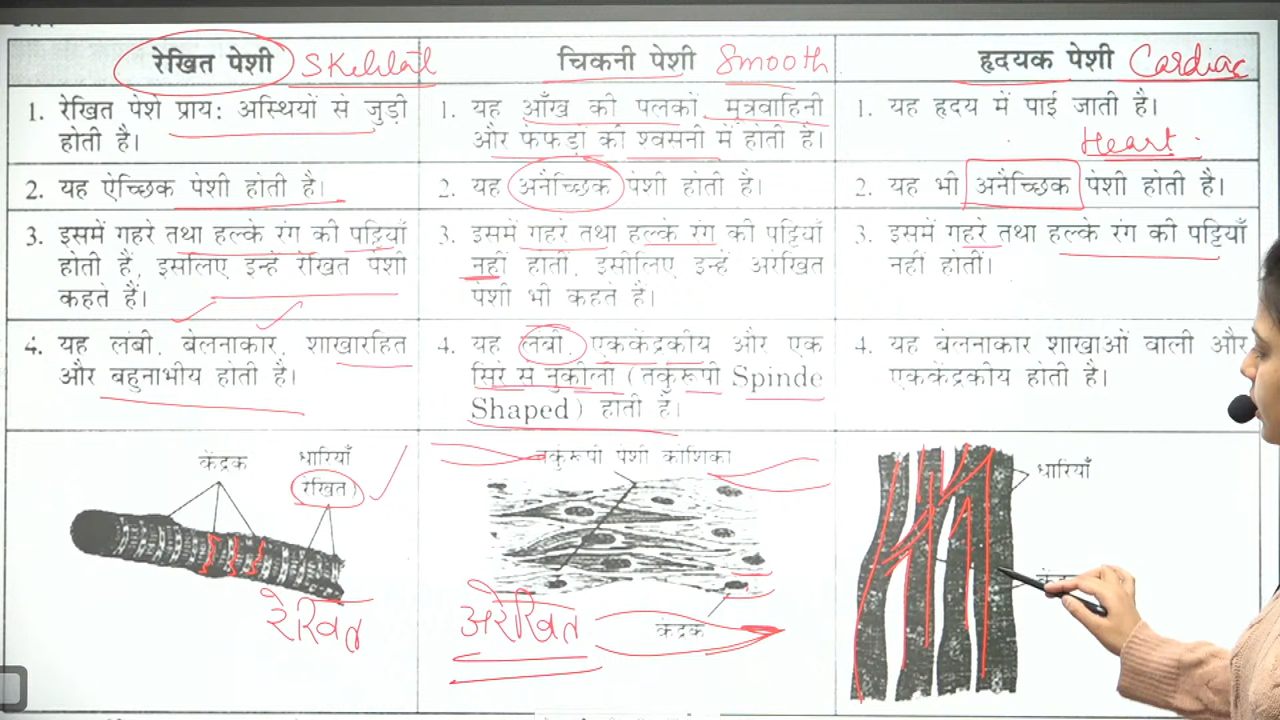 रेखित पेशी Skeletal
1. रेखित पेशी प्राय: अस्थियों से जुड़ी
होती है।
2. यह ऐच्छिक पेशी होती है।
3. इसमें गहरे तथा हल्के रंग की पट्टियाँ
होती हैं, इसलिए इन्हें रेखित पेशी
कहते हैं।
4. यह लंबी, बेलनाकार, शाखारहित
और बहुनाभीय होती है।
केंद्रक
धारियाँ
रेखित)
रेखित
चिकनी पेशी Smooth
1. यह आँख की पलकों, मूत्रवाहिनी
और फेफड़ों की श्वसनी में होती है।
2. यह अनैच्छिक पेशी होती है।
3. इसमें गहरे तथा हल्के रंग की पट्टियाँ
नहीं होतीं, इसीलिए इन्हें अरेखित
पेशी भी कहते हैं।
4. यह लंबी, एककेंद्रकीय और एक
सिरे से नुकीली (तर्कुरूपी Spinde
Shaped) होती है।
तर्कुरूपी पेशी कोशिका
अरेखित
केंद्रक
हृदयक पेशी Cardiac
1. यह हृदय में पाई जाती है।
Heart
2. यह भी अनैच्छिक पेशी होती है।
3. इसमें गहरे तथा हल्के रंग की पट्टियाँ
नहीं होतीं।
4. यह बेलनाकार शाखाओं वाली और
एककेंद्रकीय होती है।
धारियाँ